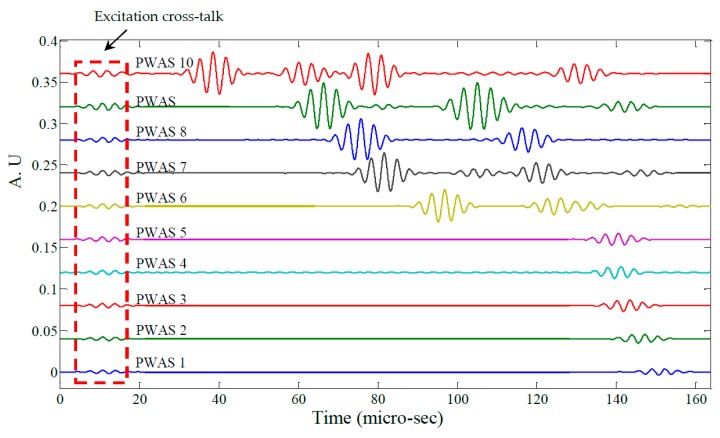 Excitation cross-talk
0.4
PWAS 10
0.35
PWAS
0.3
PWAS 8
0.25
PWAS 7
A. U
0.2
PWAS 6
0.15
PWAS 5
PWAS 4
0.1
PWAS 3
0.05
PWAS 2
PWAS 1
0
0 20 40 60 80 100 120 140 160
Time (micro-sec)